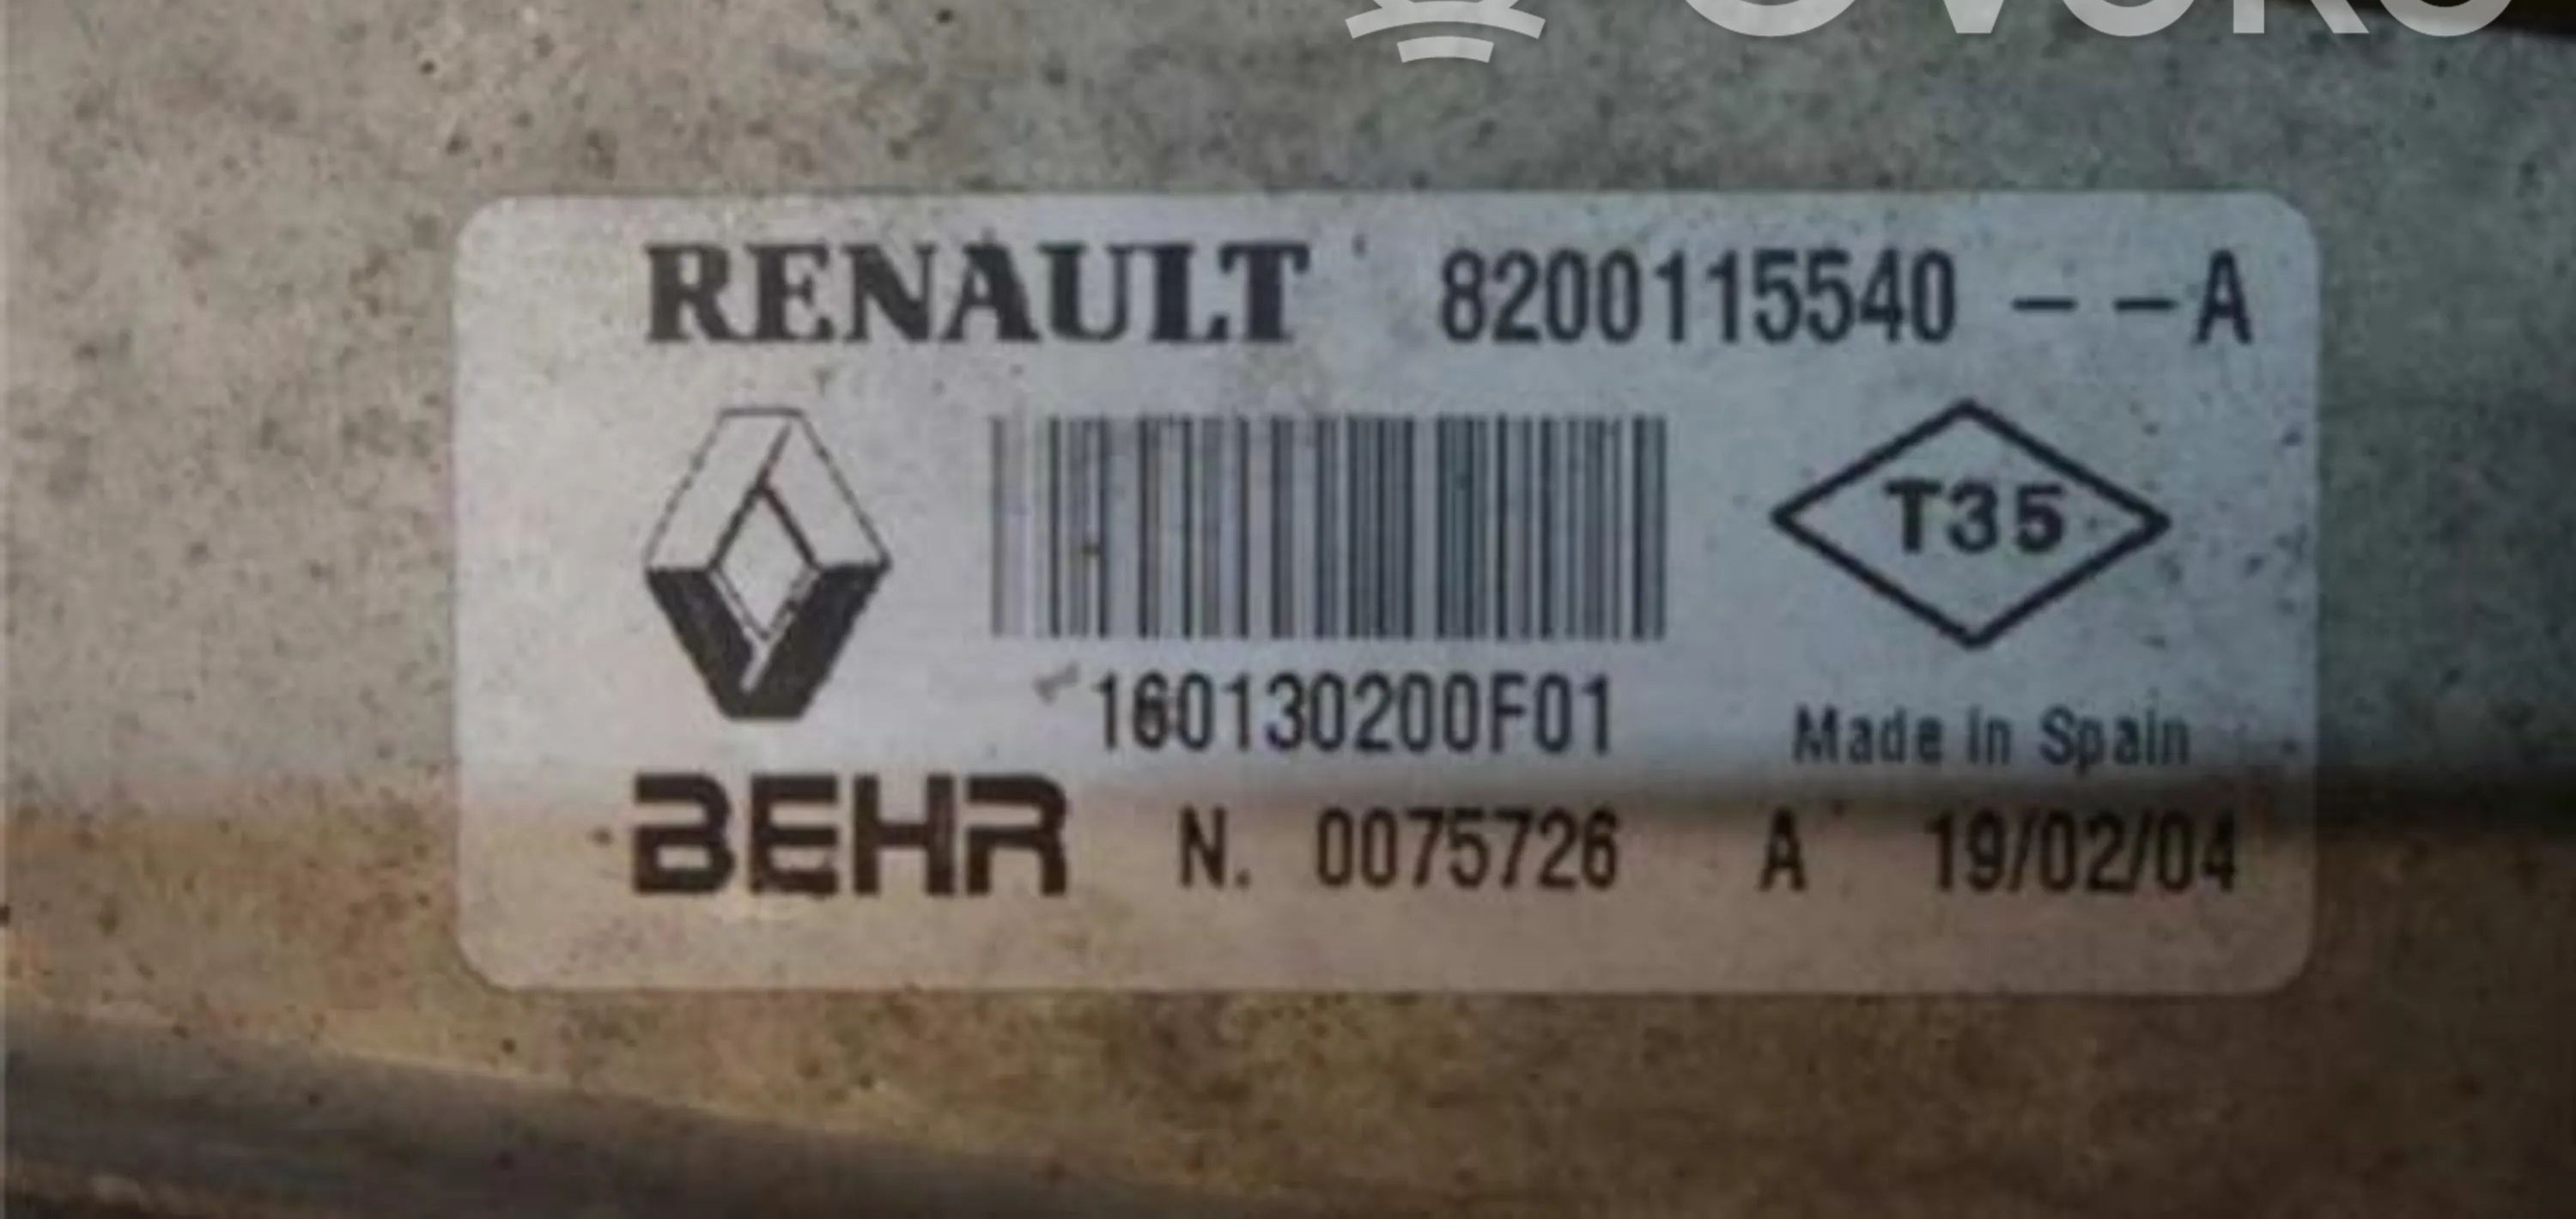 RENAULT 8200115540 --A
T35
160130200F01
Made in Spain
BEHR N. 0075726 A 19/02/04